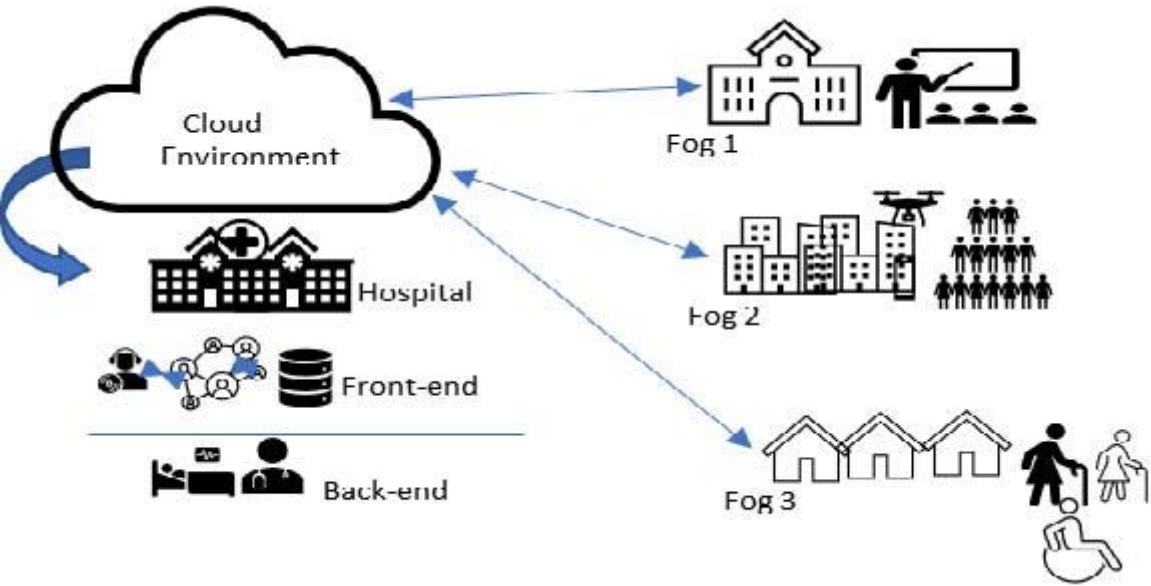 Cloud
Environment
Fog 1
Hospital
Fog 2
Front-end
Back-end
Fog 3